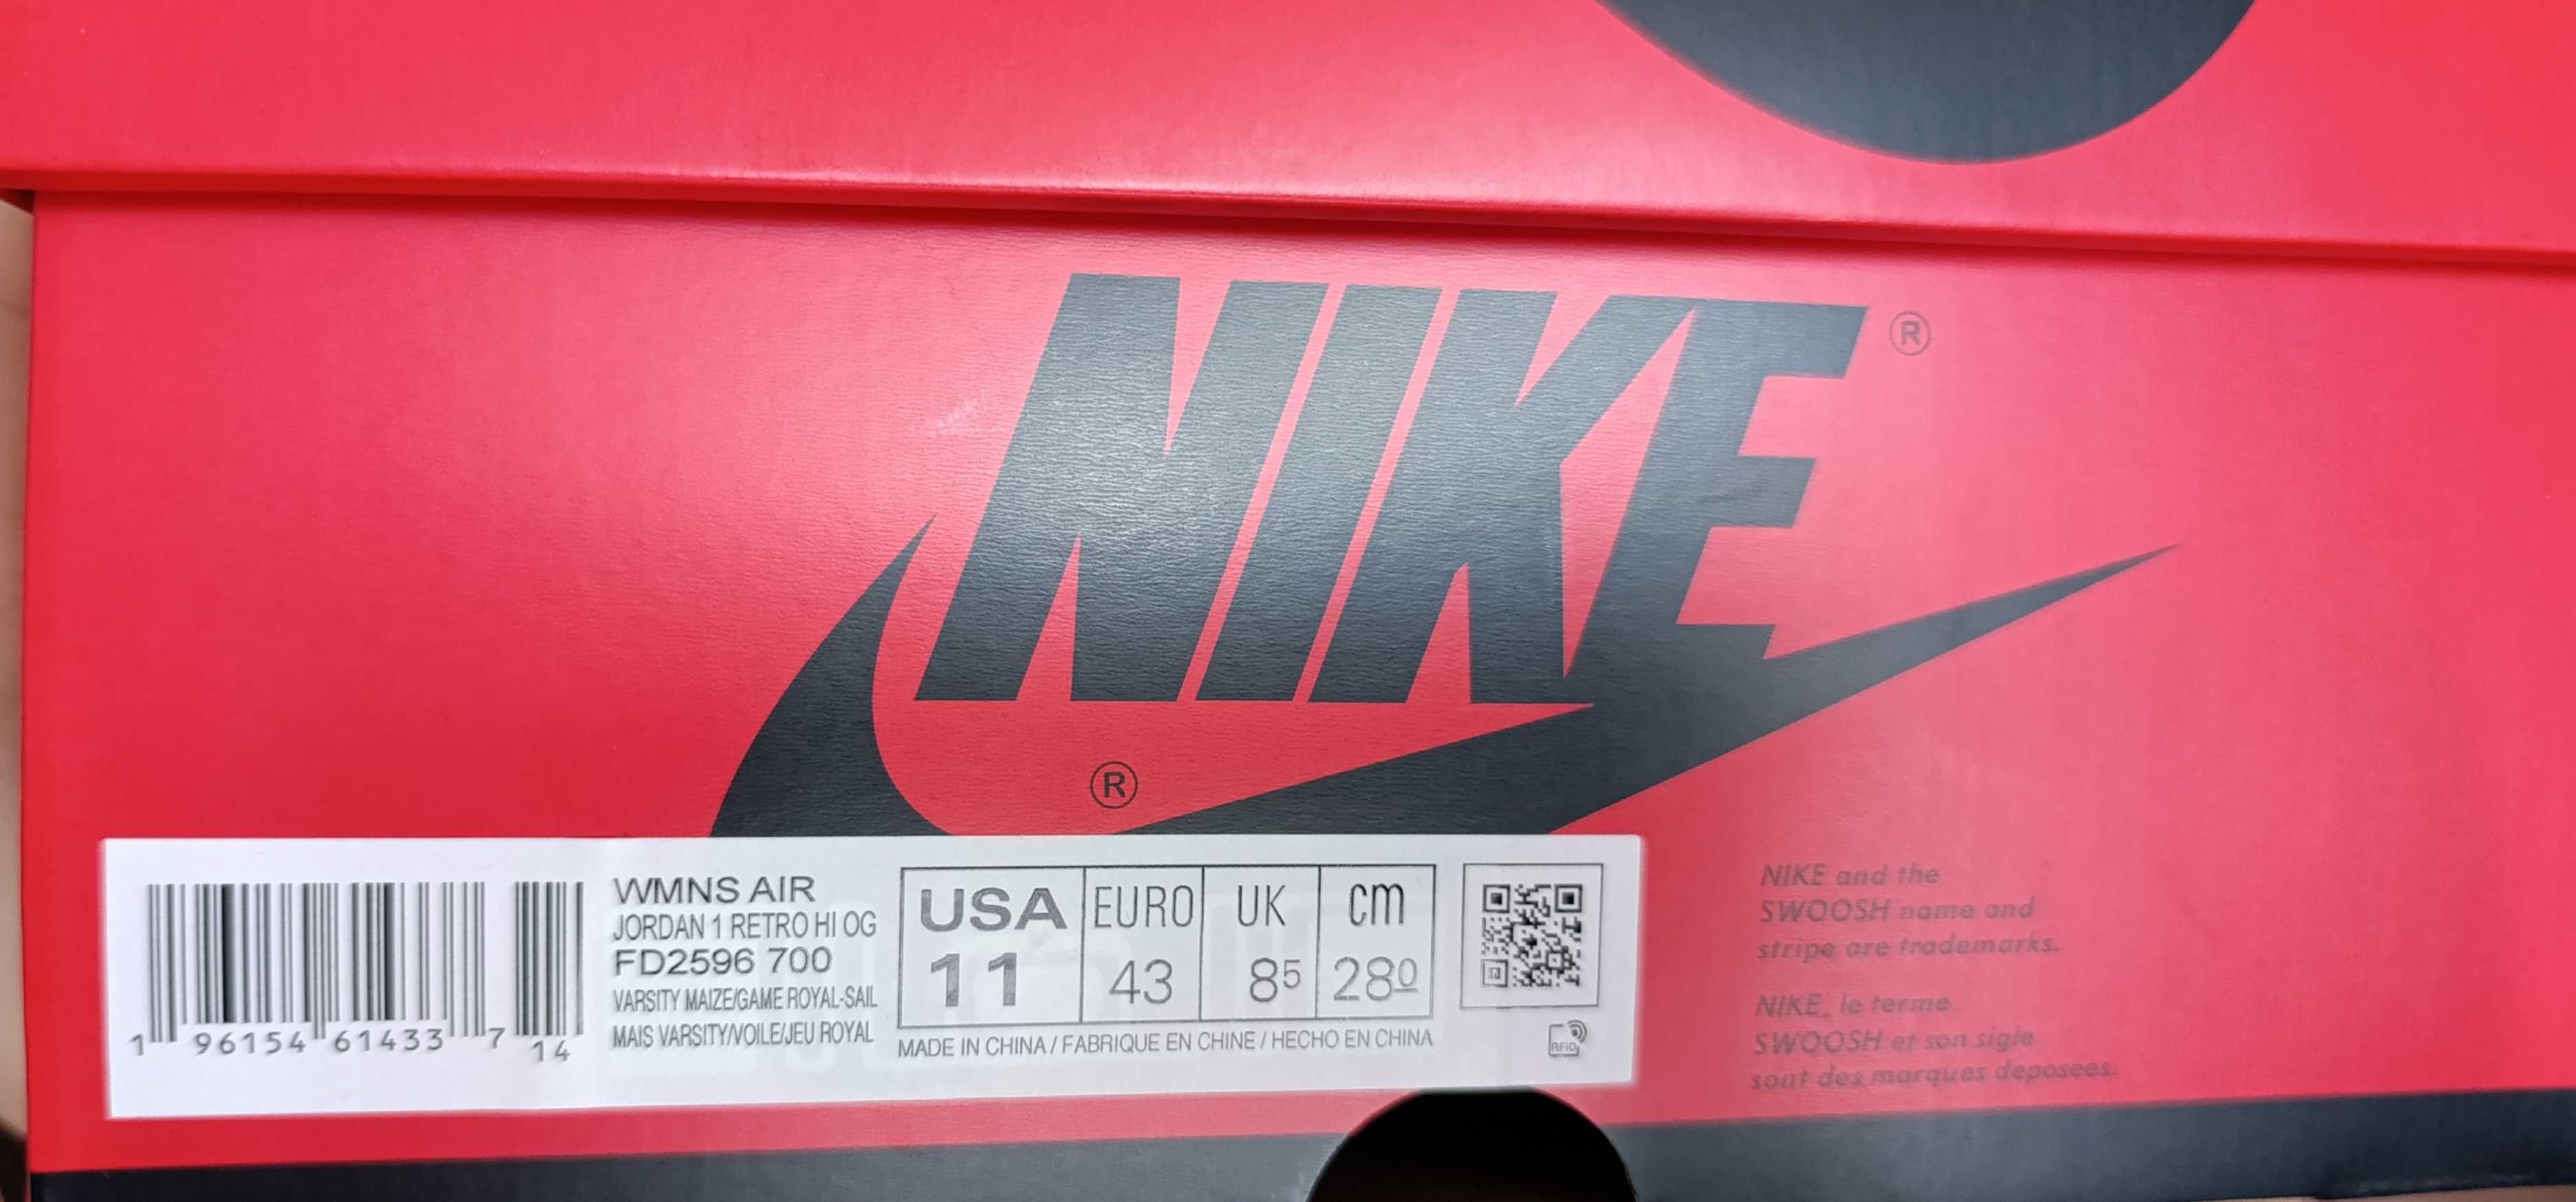 NIKE ®
®
WMNS AIR
JORDAN 1 RETRO HI OG
FD2596 700
VARSITY MAIZE/GAME ROYAL-SAIL
MAIS VARSITY/VOILE/JEU ROYAL
1 96154 61433 7 14
USA EURO UK cm
11 43 85 280
MADE IN CHINA / FABRIQUE EN CHINE / HECHO EN CHINA
RFID
NIKE and the
SWOOSH name and
stripe are trademarks.
NIKE, le terme
SWOOSH et son sigle
sont des marques deposees.